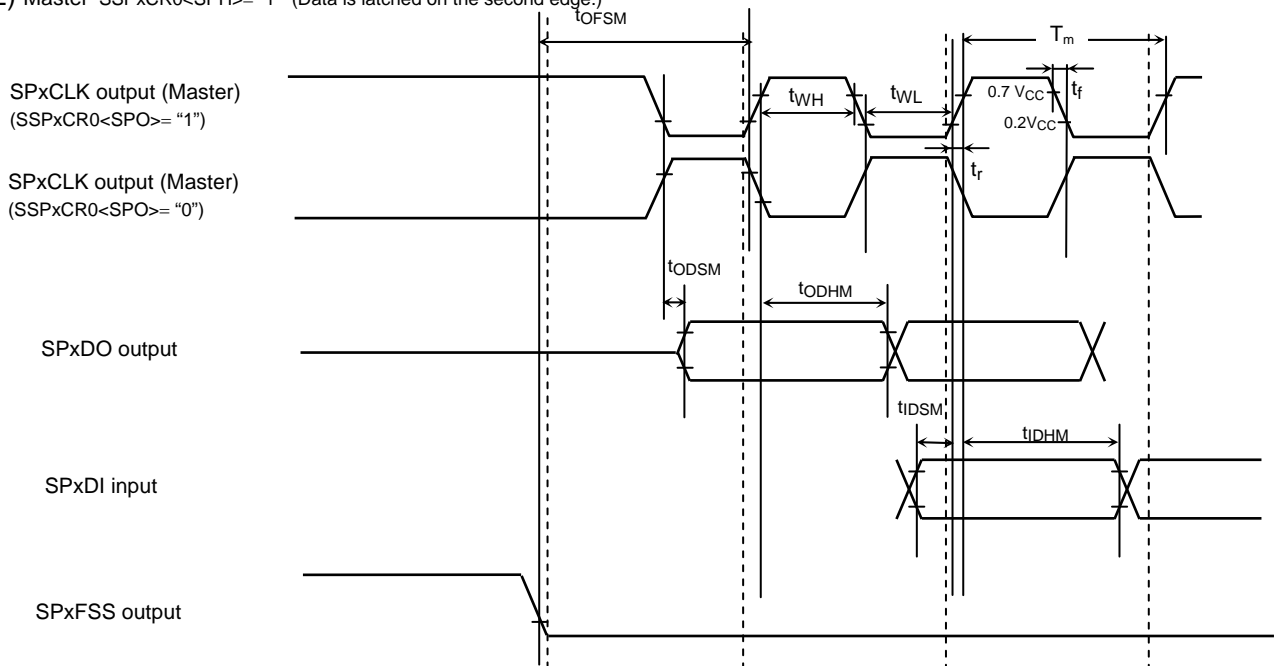 Master SSPxCR0<SPH>= "1" (Data is latched on the second edge.)
tOFSM
Tm
SPxCLK output (Master)
(SSPxCR0<SPO>= “1”)
tWH
tWL
0.7 VCC
tf
0.2VCC
tr
SPxCLK output (Master)
(SSPxCR0<SPO>= “0”)
tODSM
tODHM
SPxDO output
tIDSM
tIDHM
SPxDI input
SPxFSS output